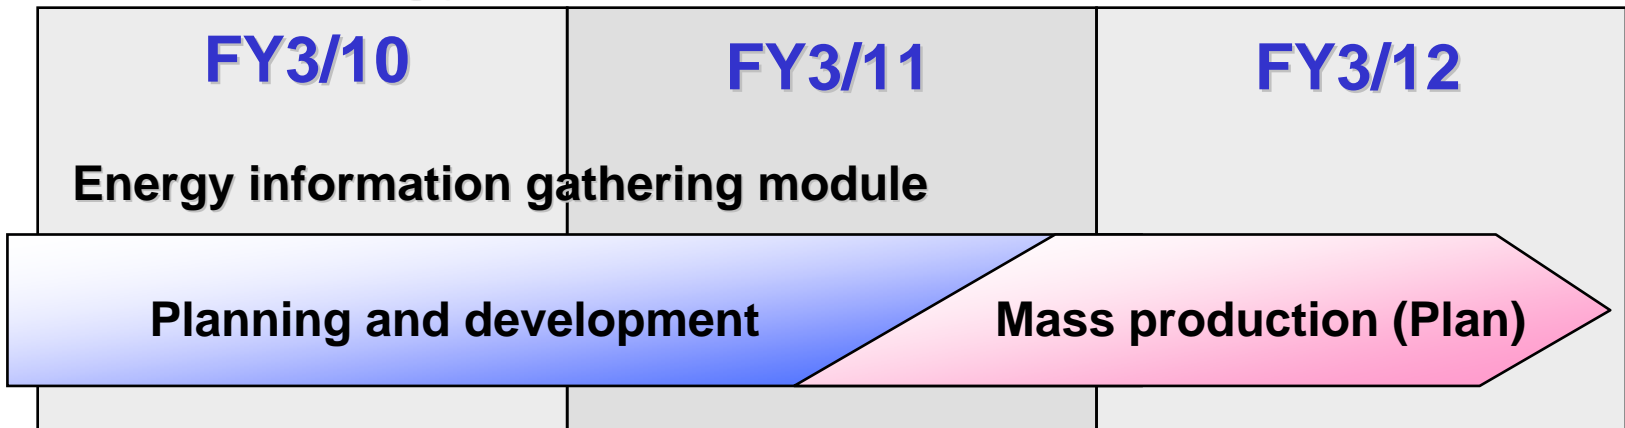 FY3/10
FY3/11
FY3/12
Energy information gathering module
Planning and development
Mass production (Plan)